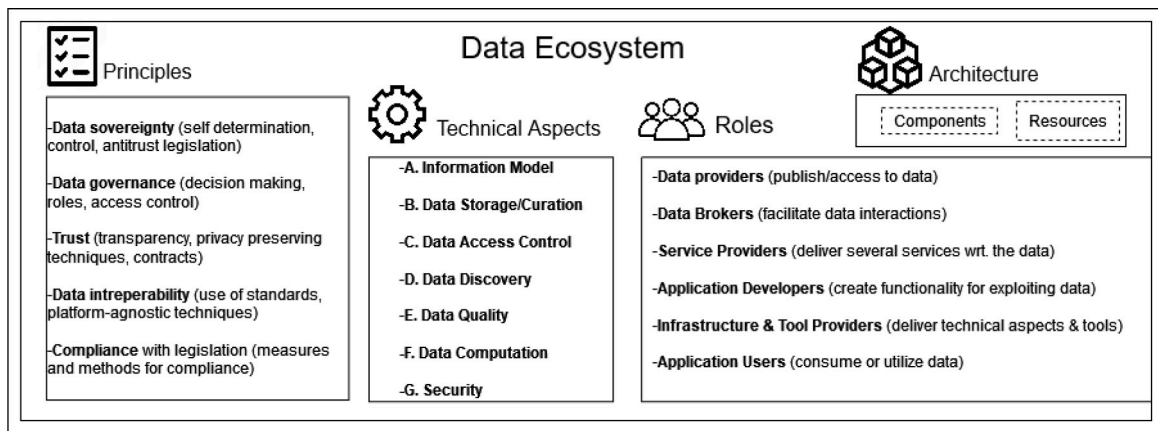 Data Ecosystem
Principles
-Data sovereignty (self determination,
control, antitrust legislation)
-Data governance (decision making,
roles, access control)
-Trust (transparency, privacy preserving
techniques, contracts)
-Data intreperability (use of standards,
platform-agnostic techniques)
-Compliance with legislation (measures
and methods for compliance)
Technical Aspects
-A. Information Model
-B. Data Storage/Curation
-C. Data Access Control
-D. Data Discovery
-E. Data Quality
-F. Data Computation
-G. Security
Roles
-Data providers (publish/access to data)
-Data Brokers (facilitate data interactions)
-Service Providers (deliver several services wrt. the data)
-Application Developers (create functionality for exploiting data)
-Infrastructure & Tool Providers (deliver technical aspects & tools)
-Application Users (consume or utilize data)
Architecture
Components
Resources